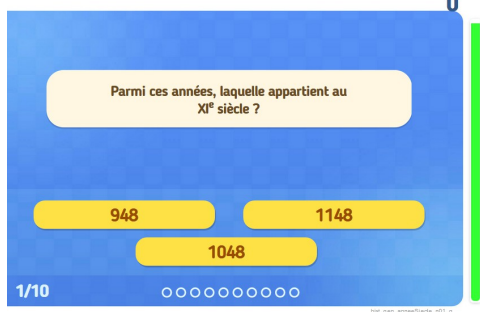 Parmi ces années, laquelle appartient au
XIᵉ siècle ?
948
1148
1048
1/10